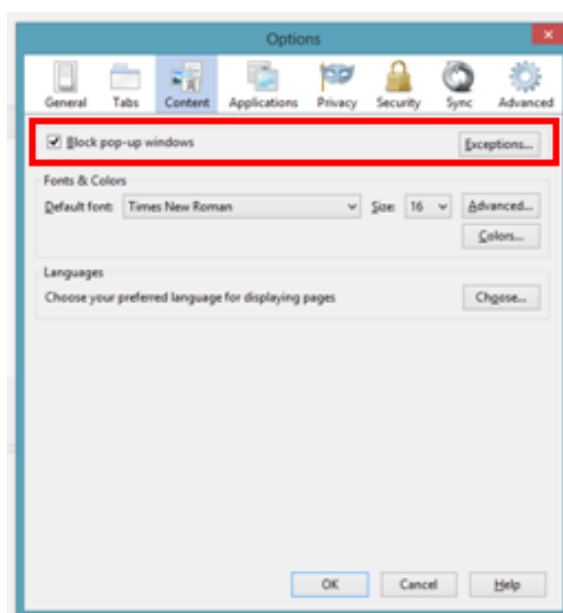 Options
General Tabs Content Applications Privacy Security Sync Advanced
Block pop-up windows Exceptions...
Fonts & Colors
Default font: Times New Roman Size: 16 Advanced...
Colors...
Languages
Choose your preferred language for displaying pages Choose...
OK Cancel Help